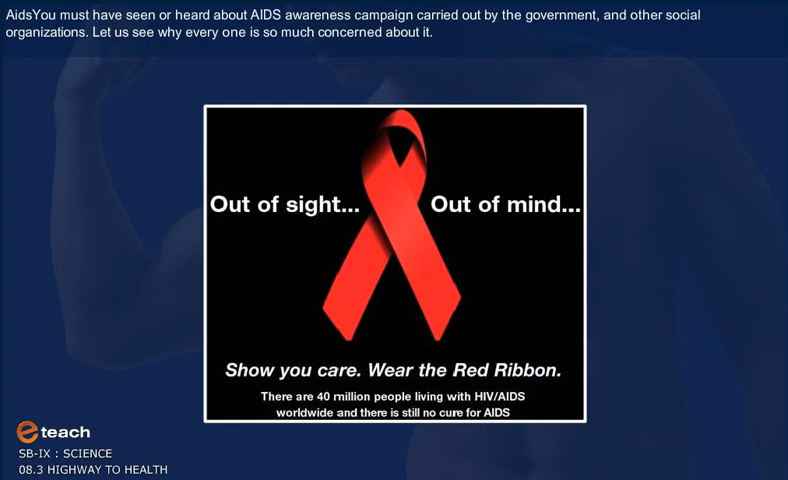 AidsYou must have seen or heard about AIDS awareness campaign carried out by the government, and other social
organizations. Let us see why every one is so much concerned about it.
Out of sight... Out of mind...
Show you care. Wear the Red Ribbon.
There are 40 million people living with HIV/AIDS
worldwide and there is still no cure for AIDS
e teach
SB-IX : SCIENCE
08.3 HIGHWAY TO HEALTH